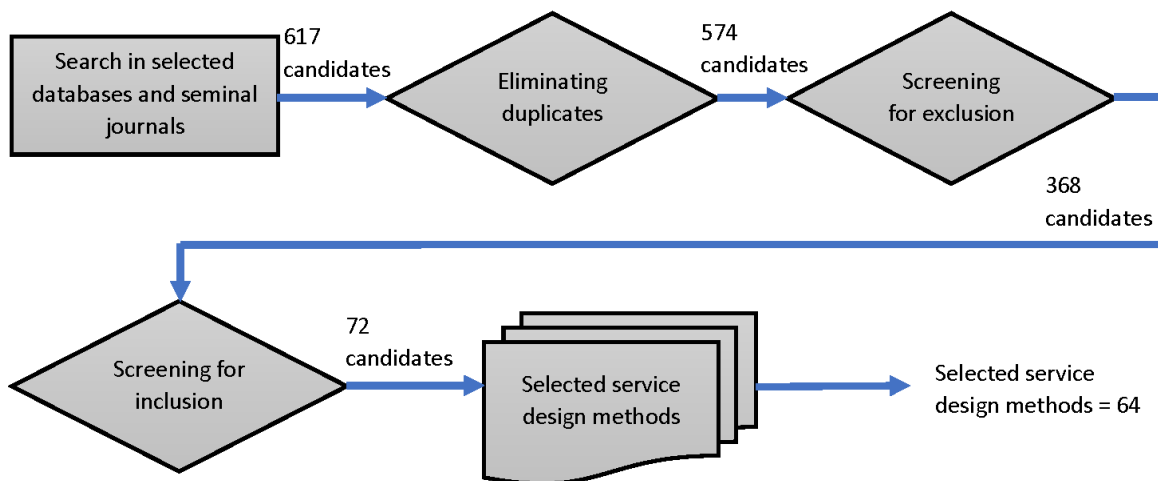 Search in selected
databases and seminal
journals
617
candidates
Eliminating
duplicates
574
candidates
Screening
for exclusion
368
candidates
Screening for
inclusion
72
candidates
Selected service
design methods
Selected service
design methods = 64